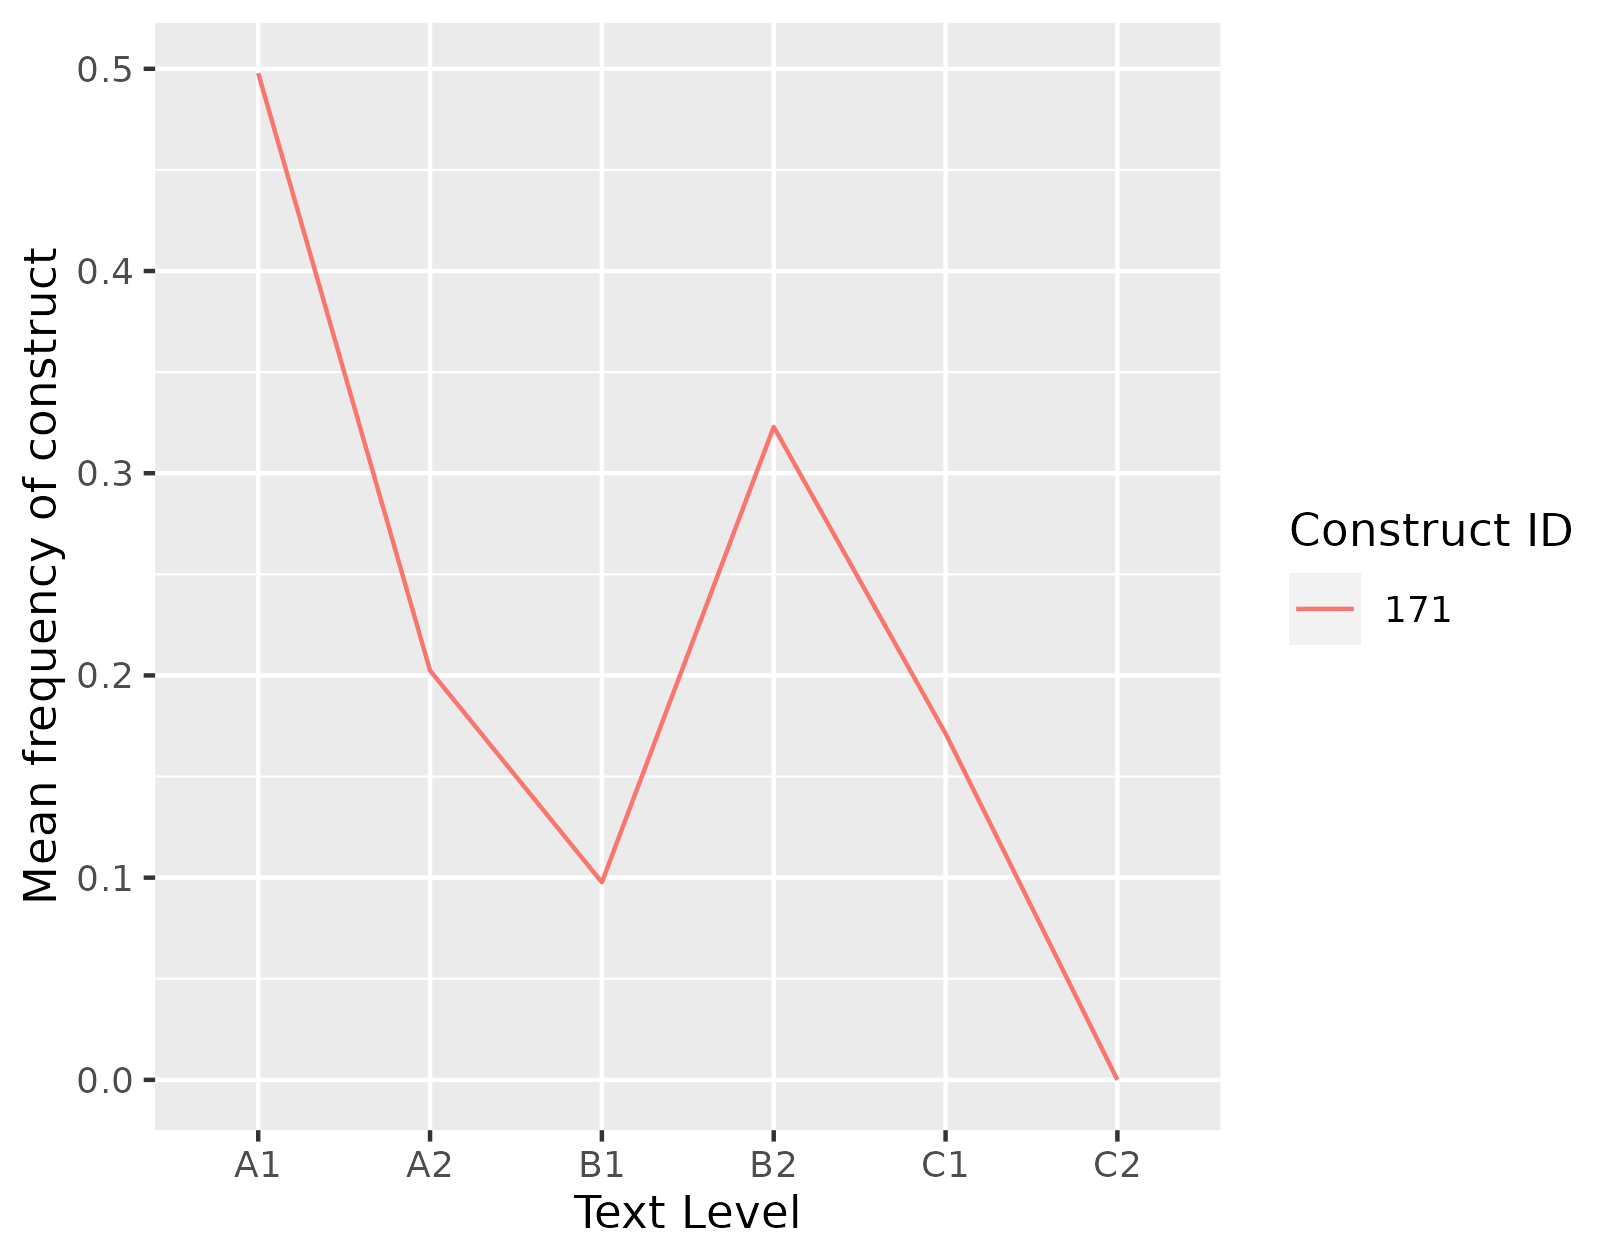 Mean frequency of construct
0.5
0.4
0.3
0.2
0.1
0.0
A1 A2 B1 B2 C1 C2
Text Level
Construct ID
171